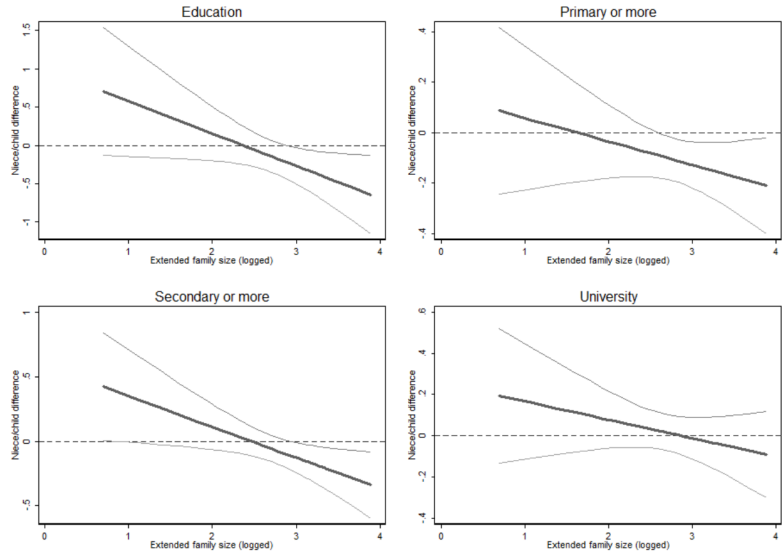 Education
Niece/child difference
1.5
1
.5
0
-.5
-1
0 1 2 3 4
Extended family size (logged)
Primary or more
Niece/child difference
.4
.2
0
-.2
-.4
0 1 2 3 4
Extended family size (logged)
Secondary or more
Niece/child difference
1
.5
0
-.5
0 1 2 3 4
Extended family size (logged)
University
Niece/child difference
.6
.4
.2
0
-.2
-.4
0 1 2 3 4
Extended family size (logged)